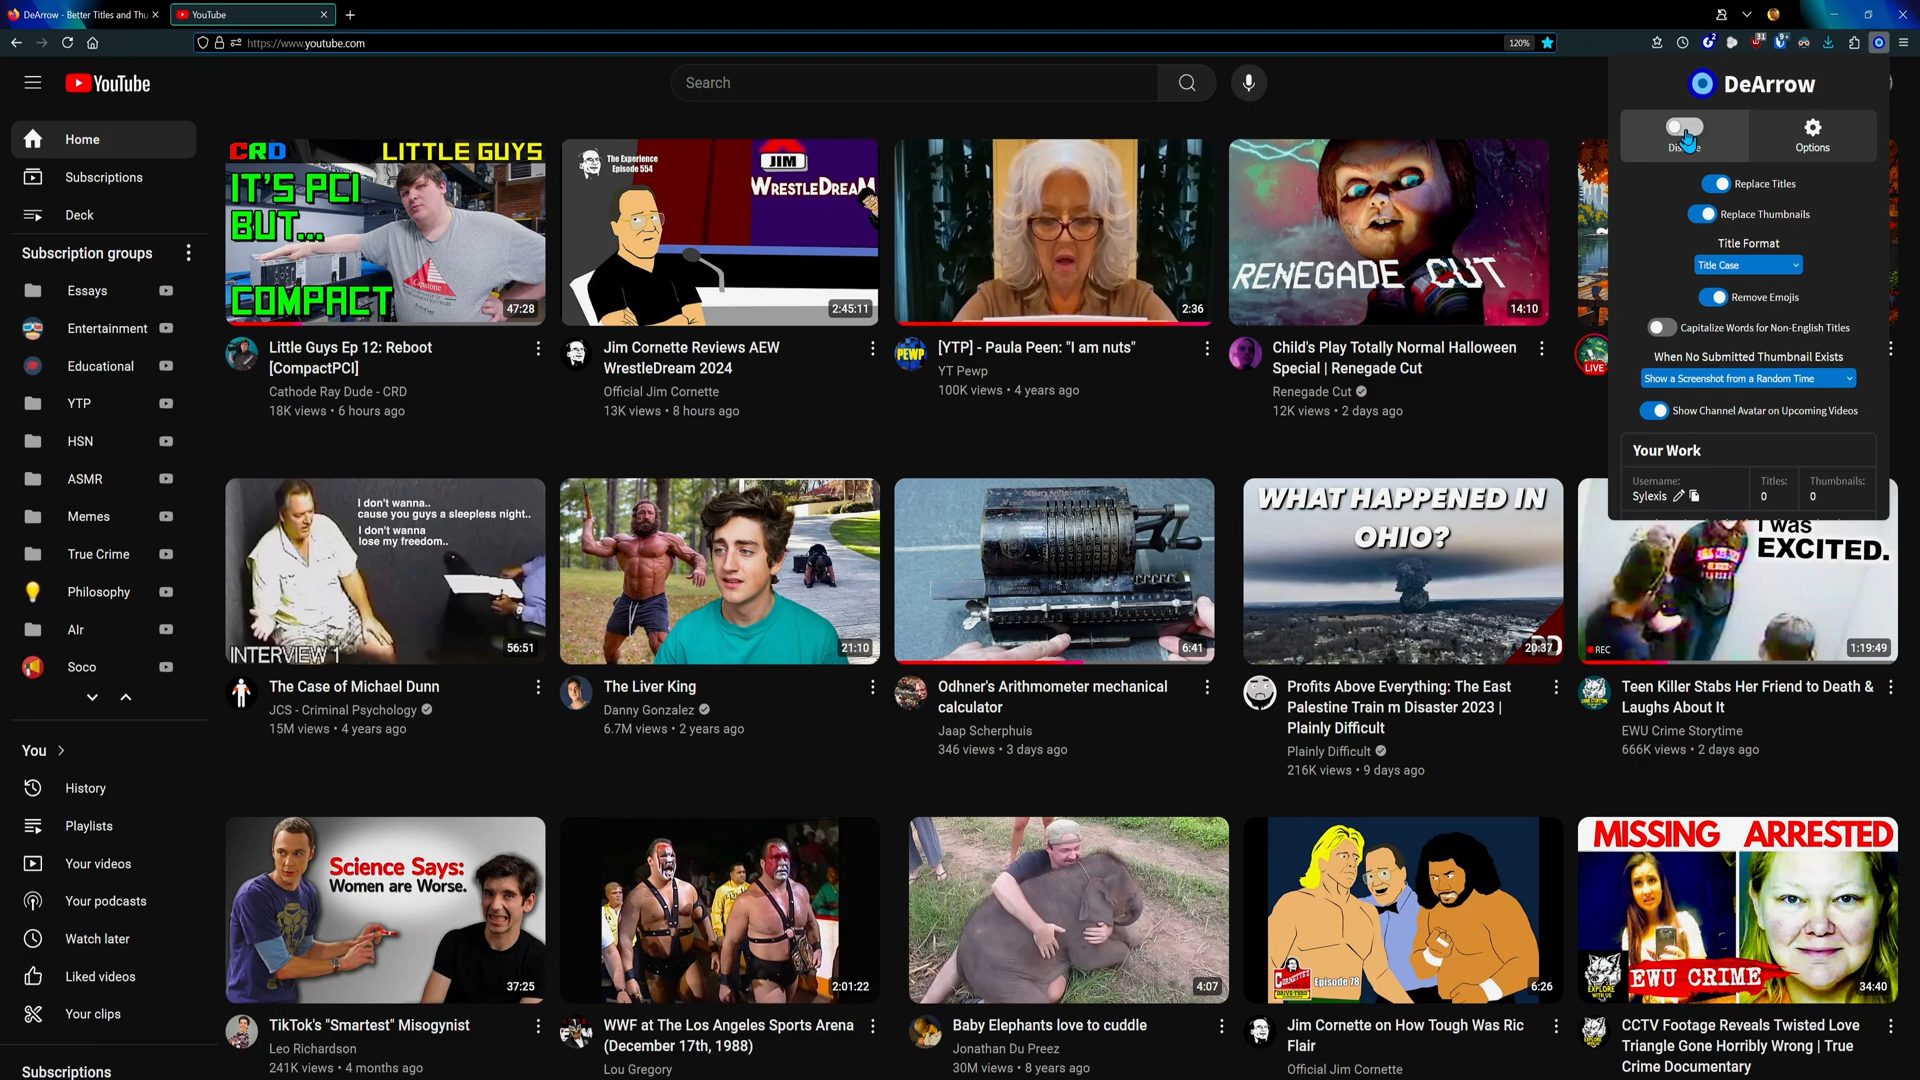 DeArrow - Better Titles and Thu
YouTube
https://www.youtube.com
120%
2
31
9+
YouTube
Search
DeArrow
Options
Replace Titles
Replace Thumbnails
Title Format
Title Case
Remove Emojis
Capitalize Words for Non-English Titles
When No Submitted Thumbnail Exists
Show a Screenshot from a Random Time
Show Channel Avatar on Upcoming Videos
Your Work
Username:
Titles:
Thumbnails:
Sylexis
0
0
Home
Subscriptions
Deck
Subscription groups
Essays
Entertainment
Educational
YTP
HSN
ASMR
Memes
True Crime
Philosophy
AIr
Soco
You
History
Playlists
Your videos
Your podcasts
Watch later
Liked videos
Your clips
Subscriptions
CRD
LITTLE GUYS
IT'S PCI
BUT...
COMPACT
47:28
Little Guys Ep 12: Reboot
[CompactPCI]
Cathode Ray Dude - CRD
18K views • 6 hours ago
The Experience
Episode 554
JIM
WRESTLEDREAM
2:45:11
Jim Cornette Reviews AEW
WrestleDream 2024
Official Jim Cornette
13K views • 8 hours ago
2:36
PEWP
[YTP] - Paula Peen: "I am nuts"
YT Pewp
100K views • 4 years ago
RENEGADE CUT
14:10
Child's Play Totally Normal Halloween
Special | Renegade Cut
Renegade Cut
12K views • 2 days ago
LIVE
I don't wanna..
cause you guys a sleepless night..
I don't wanna
lose my freedom..
INTERVIEW 1
56:51
The Case of Michael Dunn
JCS - Criminal Psychology
15M views • 4 years ago
21:10
The Liver King
Danny Gonzalez
6.7M views • 2 years ago
6:41
Odhner's Arithmometer mechanical
calculator
Jaap Scherphuis
346 views • 3 days ago
WHAT HAPPENED IN
OHIO?
20:37
Profits Above Everything: The East
Palestine Train m Disaster 2023 |
Plainly Difficult
Plainly Difficult
216K views • 9 days ago
I was
EXCITED.
REC
1:19:49
Teen Killer Stabs Her Friend to Death &
Laughs About It
EWU Crime Storytime
666K views • 2 days ago
Science Says:
Women are Worse.
37:25
TikTok's "Smartest" Misogynist
Leo Richardson
241K views • 4 months ago
2:01:22
WWF at The Los Angeles Sports Arena
(December 17th, 1988)
Lou Gregory
4:07
Baby Elephants love to cuddle
Jonathan Du Preez
30M views • 8 years ago
CORNETTE'S
DRIVE-THRU
Episode 78
6:26
Jim Cornette on How Tough Was Ric
Flair
Official Jim Cornette
MISSING ARRESTED
EXPLORE
WITH US
EWU CRIME
34:40
CCTV Footage Reveals Twisted Love
Triangle Gone Horribly Wrong | True
Crime Documentary